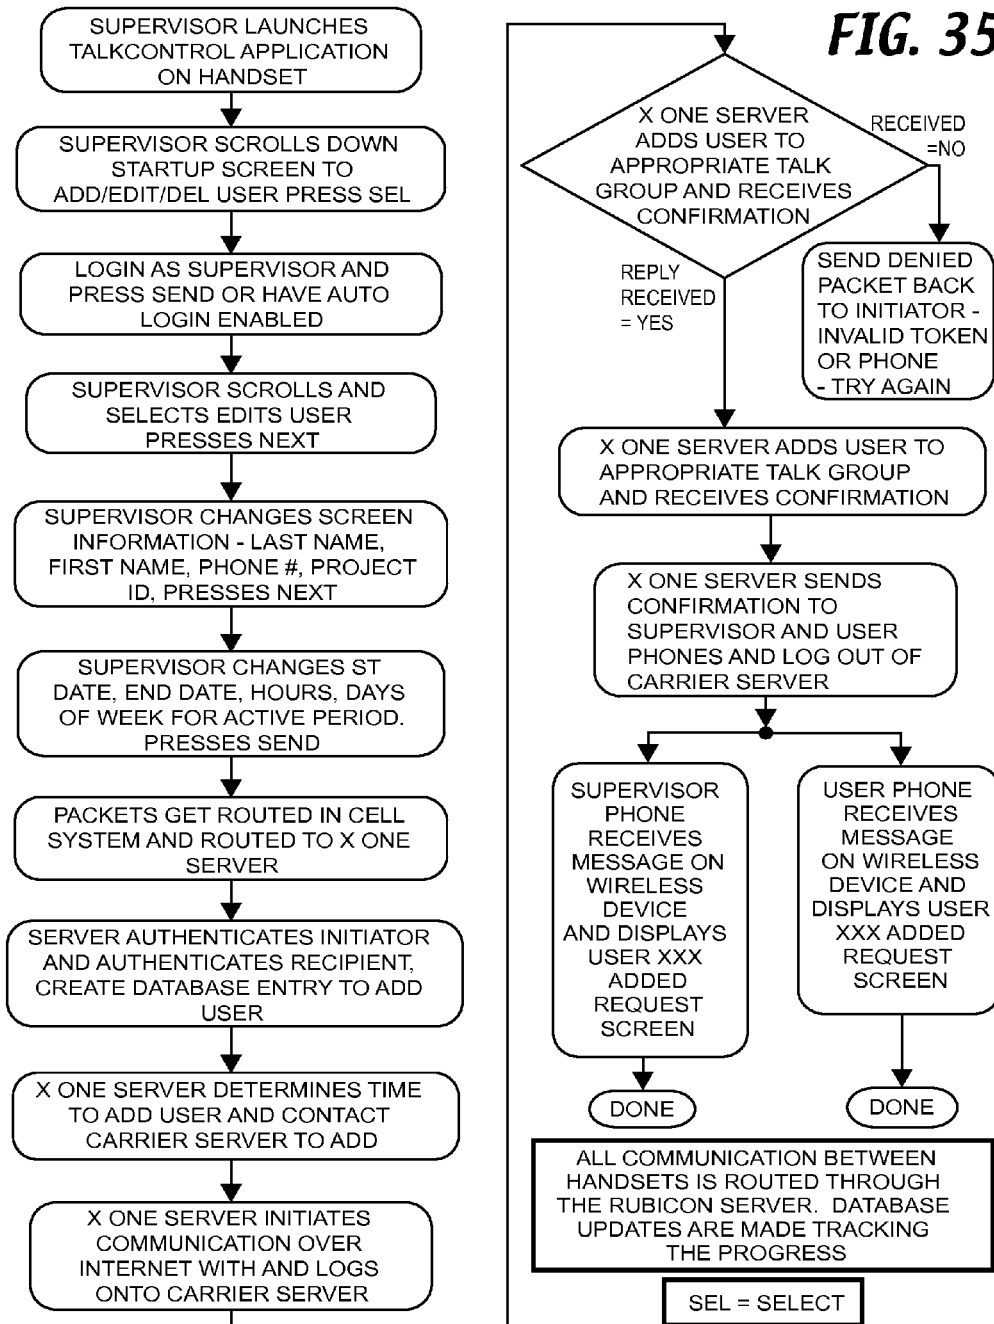 SUPERVISOR LAUNCHES
TALKCONTROL APPLICATION
ON HANDSET
SUPERVISOR SCROLLS DOWN
STARTUP SCREEN TO
ADD/EDIT/DEL USER PRESS SEL
LOGIN AS SUPERVISOR AND
PRESS SEND OR HAVE AUTO
LOGIN ENABLED
SUPERVISOR SCROLLS AND
SELECTS EDITS USER
PRESSES NEXT
SUPERVISOR CHANGES SCREEN
INFORMATION - LAST NAME,
FIRST NAME, PHONE #, PROJECT
ID, PRESSES NEXT
SUPERVISOR CHANGES ST
DATE, END DATE, HOURS, DAYS
OF WEEK FOR ACTIVE PERIOD.
PRESSES SEND
PACKETS GET ROUTED IN CELL
SYSTEM AND ROUTED TO X ONE
SERVER
SERVER AUTHENTICATES INITIATOR
AND AUTHENTICATES RECIPIENT,
CREATE DATABASE ENTRY TO ADD
USER
X ONE SERVER DETERMINES TIME
TO ADD USER AND CONTACT
CARRIER SERVER TO ADD
X ONE SERVER INITIATES
COMMUNICATION OVER
INTERNET WITH AND LOGS
ONTO CARRIER SERVER
FIG. 35
X ONE SERVER
ADDS USER TO
APPROPRIATE TALK
GROUP AND RECEIVES
CONFIRMATION
RECEIVED
=NO
SEND DENIED
PACKET BACK
TO INITIATOR -
INVALID TOKEN
OR PHONE
- TRY AGAIN
REPLY
RECEIVED
= YES
X ONE SERVER ADDS USER TO
APPROPRIATE TALK GROUP
AND RECEIVES CONFIRMATION
X ONE SERVER SENDS
CONFIRMATION TO
SUPERVISOR AND USER
PHONES AND LOG OUT OF
CARRIER SERVER
SUPERVISOR
PHONE
RECEIVES
MESSAGE ON
WIRELESS
DEVICE
AND DISPLAYS
USER XXX
ADDED
REQUEST
SCREEN
DONE
USER PHONE
RECEIVES
MESSAGE
ON WIRELESS
DEVICE AND
DISPLAYS USER
XXX ADDED
REQUEST
SCREEN
DONE
ALL COMMUNICATION BETWEEN
HANDSETS IS ROUTED THROUGH
THE RUBICON SERVER. DATABASE
UPDATES ARE MADE TRACKING
THE PROGRESS
SEL = SELECT